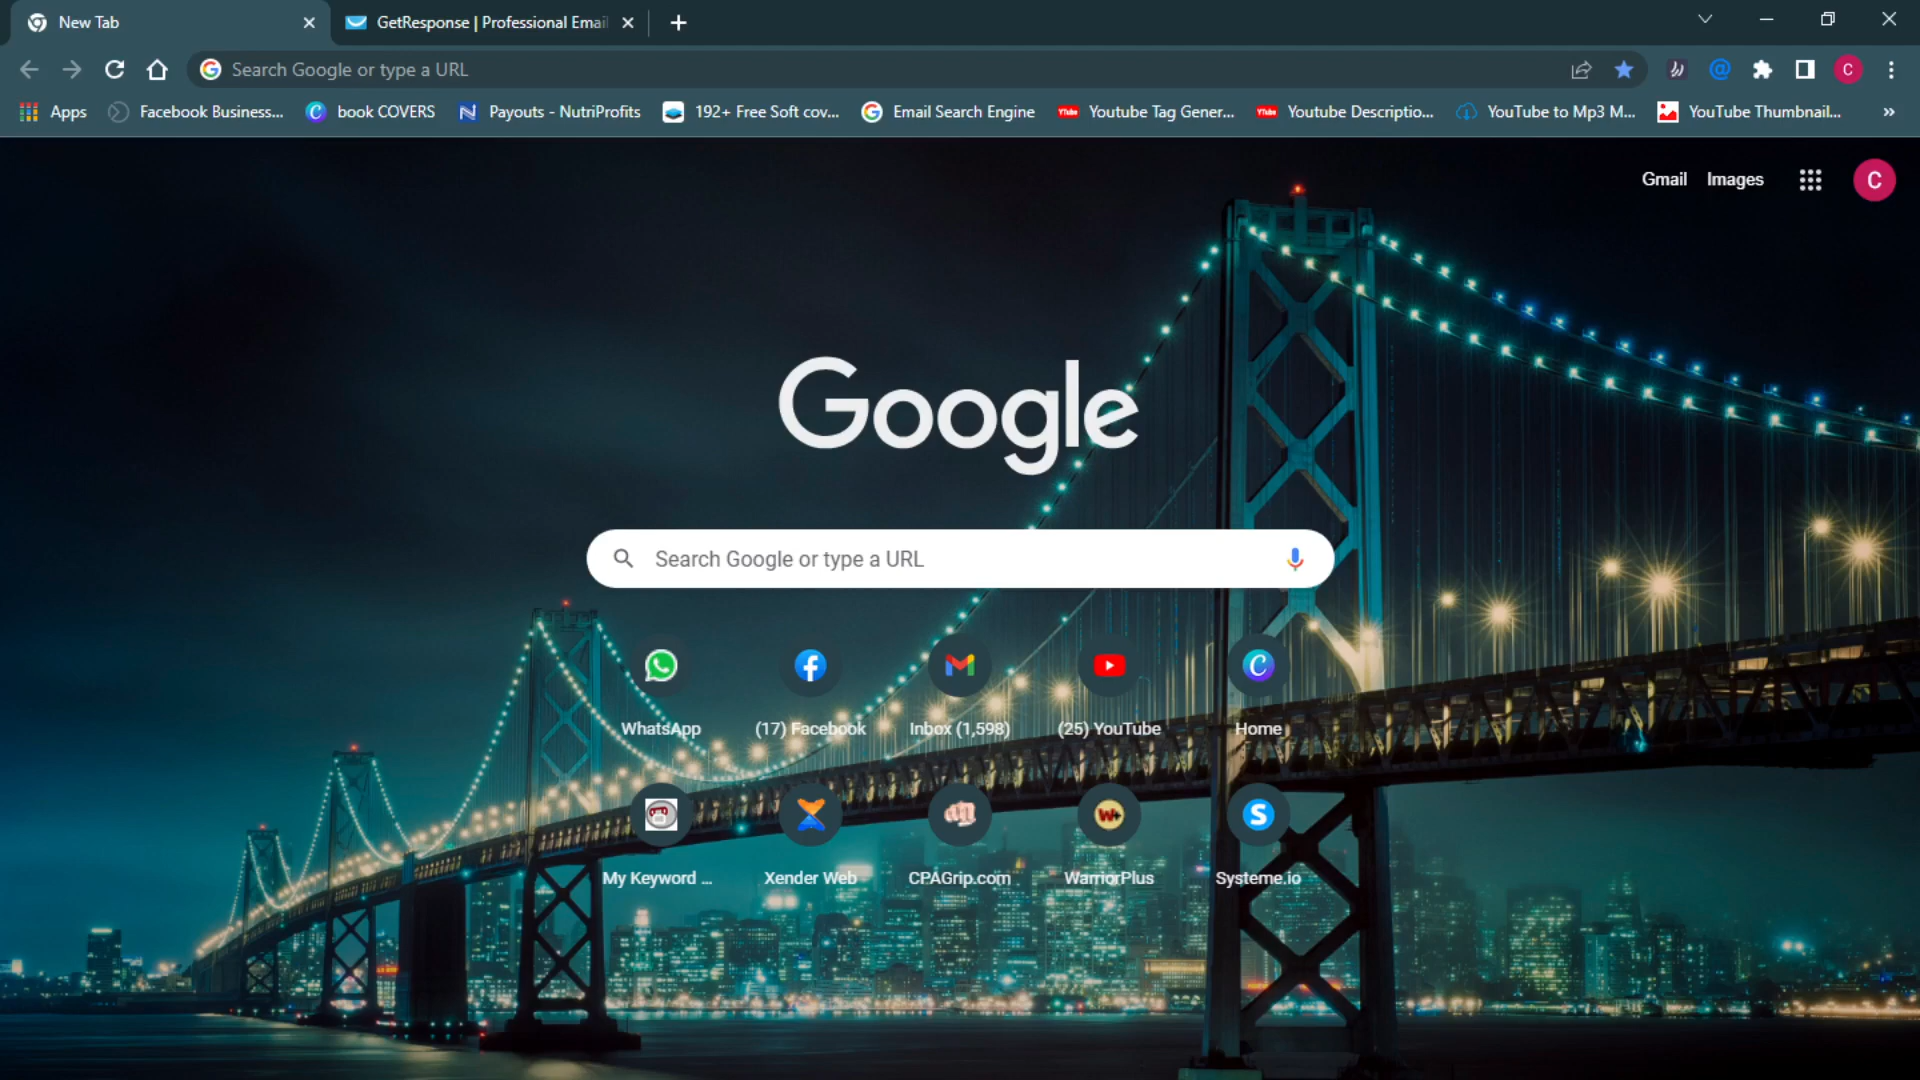 New Tab
GetResponse | Professional Email
Search Google or type a URL
C
Apps
Facebook Business...
book COVERS
Payouts - NutriProfits
192+ Free Soft cov...
Email Search Engine
Youtube Tag Gener...
Youtube Descriptio...
YouTube to Mp3 M...
YouTube Thumbnail...
Gmail
Images
C
Google
Search Google or type a URL
WhatsApp
(17) Facebook
Inbox (1,598)
(25) YouTube
Home
My Keyword ...
Xender Web
CPAGrip.com
WarriorPlus
Systeme.io